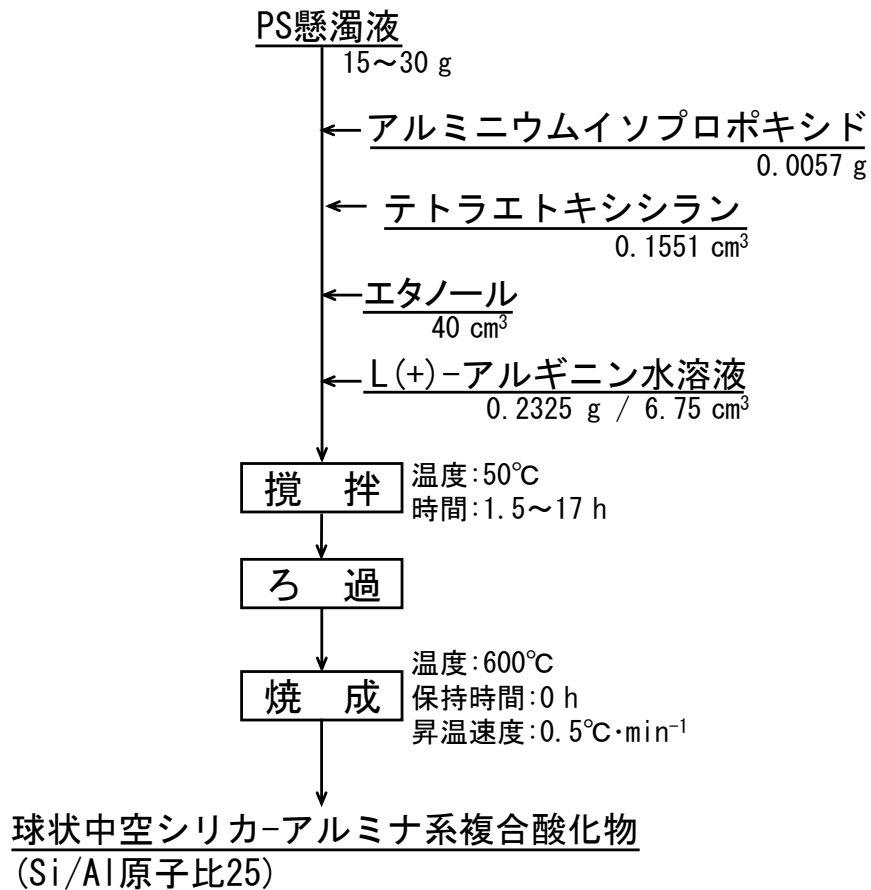 PS懸濁液
15～30 g
アルミニウムイソプロポキシド
0.0057 g
テトラエトキシシラン
0.1551 cm³
エタノール
40 cm³
L(+)-アルギニン水溶液
0.2325 g / 6.75 cm³
撹 拌
温度:50℃
時間:1.5～17 h
ろ 過
焼 成
温度:600℃
保持時間:0 h
昇温速度:0.5℃･min⁻¹
球状中空シリカ-アルミナ系複合酸化物
(Si/Al原子比25)